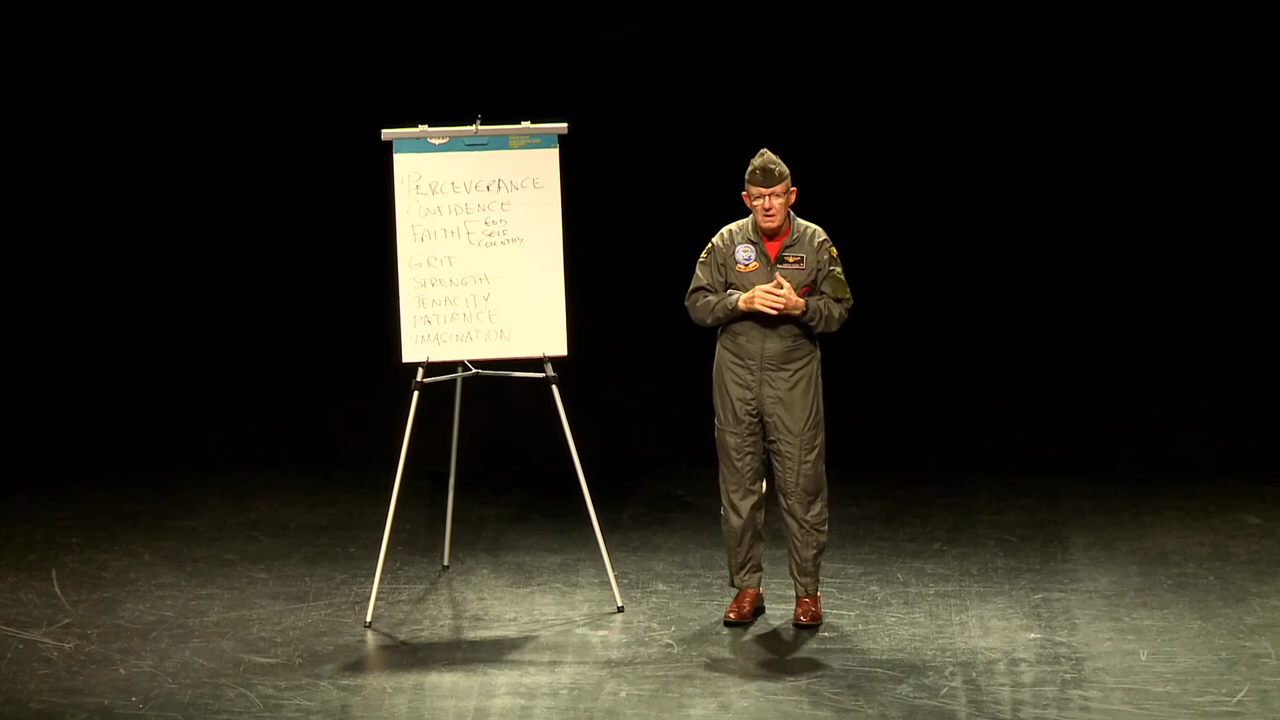 PERCEVERANCE
CONFIDENCE
FAITH GOD
SELF
COUNTRY
GRIT
STRENGTH
TENACITY
PATIENCE
IMAGINATION